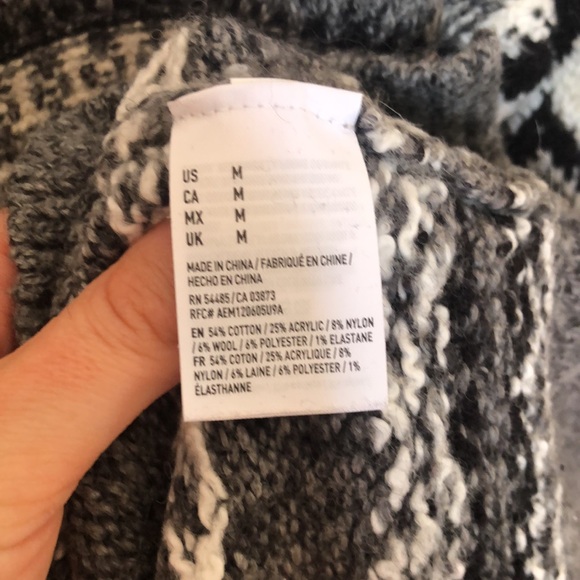 US M
CA M
MX M
UK M
MADE IN CHINA / FABRIQUÉ EN CHINE /
HECHO EN CHINA
RN 54485 / CA 03873
RFC# AEM120605U9A
EN 54% COTTON / 25% ACRYLIC / 8% NYLON
/ 6% WOOL / 6% POLYESTER / 1% ELASTANE
FR 54% COTON / 25% ACRYLIQUE / 8%
NYLON / 6% LAINE / 6% POLYESTER / 1%
ÉLASTHANNE